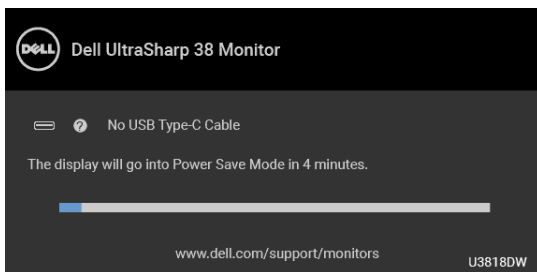 DELL
Dell UltraSharp 38 Monitor
? No USB Type-C Cable
The display will go into Power Save Mode in 4 minutes.
www.dell.com/support/monitors
U3818DW